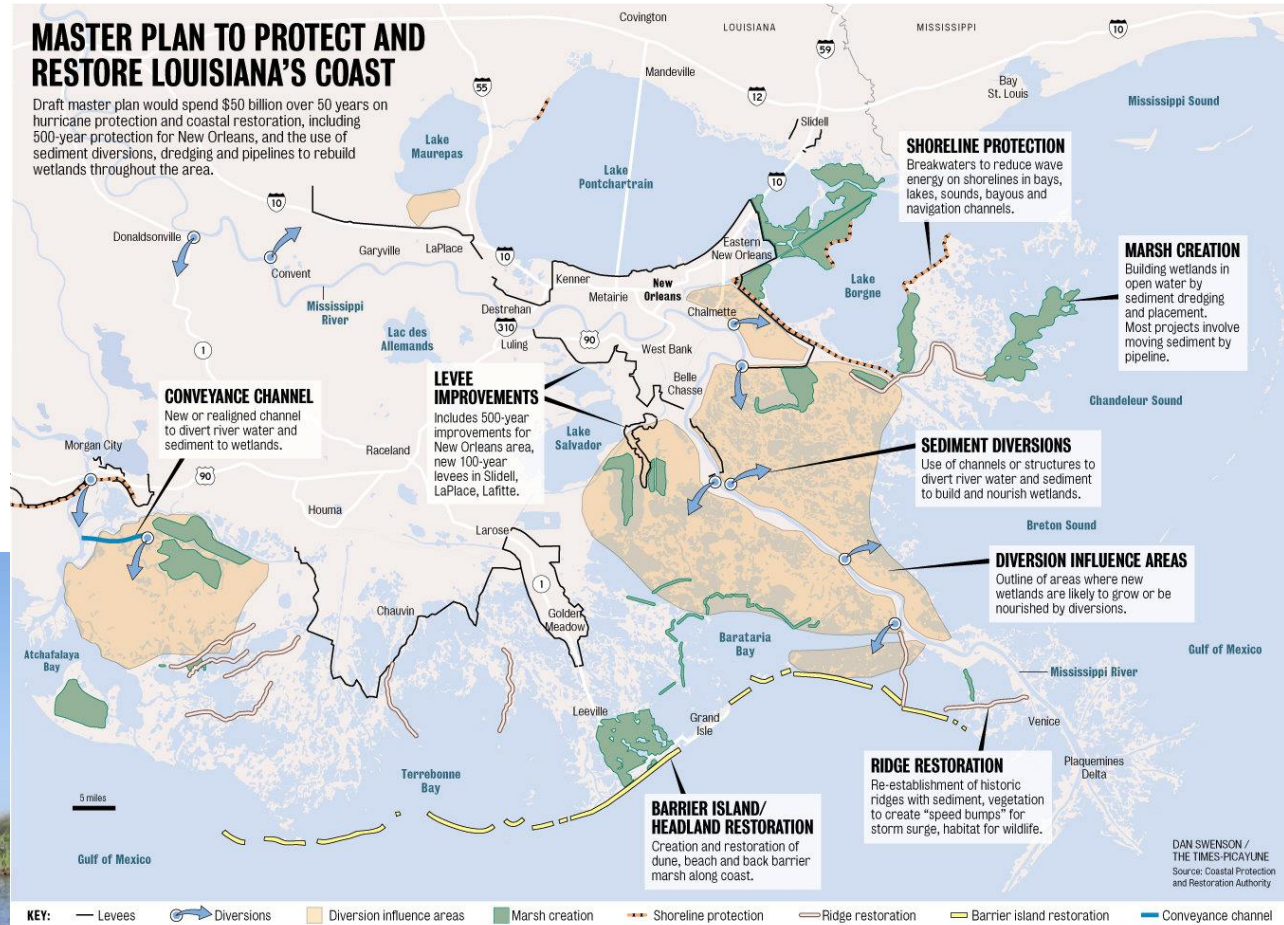 MASTER PLAN TO PROTECT AND
RESTORE LOUISIANA'S COAST
Draft master plan would spend $50 billion over 50 years on
hurricane protection and coastal restoration, including
500-year protection for New Orleans, and the use of
sediment diversions, dredging and pipelines to rebuild
wetlands throughout the area.
Covington
LOUISIANA
MISSISSIPPI
10
59
Mandeville
55
12
Bay
St. Louis
Mississippi Sound
Slidell
Lake
Maurepas
Lake
Pontchartrain
10
SHORELINE PROTECTION
Breakwaters to reduce wave
energy on shorelines in bays,
lakes, sounds, bayous and
navigation channels.
10
Donaldsonville
Convent
Garyville
LaPlace
10
Kenner
Metairie
New
Orleans
Eastern
New Orleans
Lake
Borgne
MARSH CREATION
Building wetlands in
open water by
sediment dredging
and placement.
Most projects involve
moving sediment by
pipeline.
Mississippi
River
Destrehan
310
Luling
90
Chalmette
West Bank
Belle
Chasse
Lac des
Allemands
1
CONVEYANCE CHANNEL
New or realigned channel
to divert river water and
sediment to wetlands.
LEVEE
IMPROVEMENTS
Includes 500-year
improvements for
New Orleans area,
new 100-year
levees in Slidell,
LaPlace, Lafitte.
Lake
Salvador
Chandeleur Sound
Morgan City
90
Raceland
SEDIMENT DIVERSIONS
Use of channels or structures to
divert river water and sediment
to build and nourish wetlands.
Houma
Larose
Breton Sound
DIVERSION INFLUENCE AREAS
Outline of areas where new
wetlands are likely to grow or be
nourished by diversions.
1
Golden
Meadow
Chauvin
Barataria
Bay
Atchafalaya
Bay
Gulf of Mexico
Mississippi River
Leeville
Grand
Isle
Venice
Plaquemines
Delta
Terrebonne
Bay
RIDGE RESTORATION
Re-establishment of historic
ridges with sediment, vegetation
to create "speed bumps" for
storm surge, habitat for wildlife.
5 miles
BARRIER ISLAND/
HEADLAND RESTORATION
Creation and restoration of
dune, beach and back barrier
marsh along coast.
Gulf of Mexico
DAN SWENSON /
THE TIMES-PICAYUNE
Source: Coastal Protection
and Restoration Authority
KEY: Levees Diversions Diversion influence areas Marsh creation Shoreline protection Ridge restoration Barrier island restoration Conveyance channel